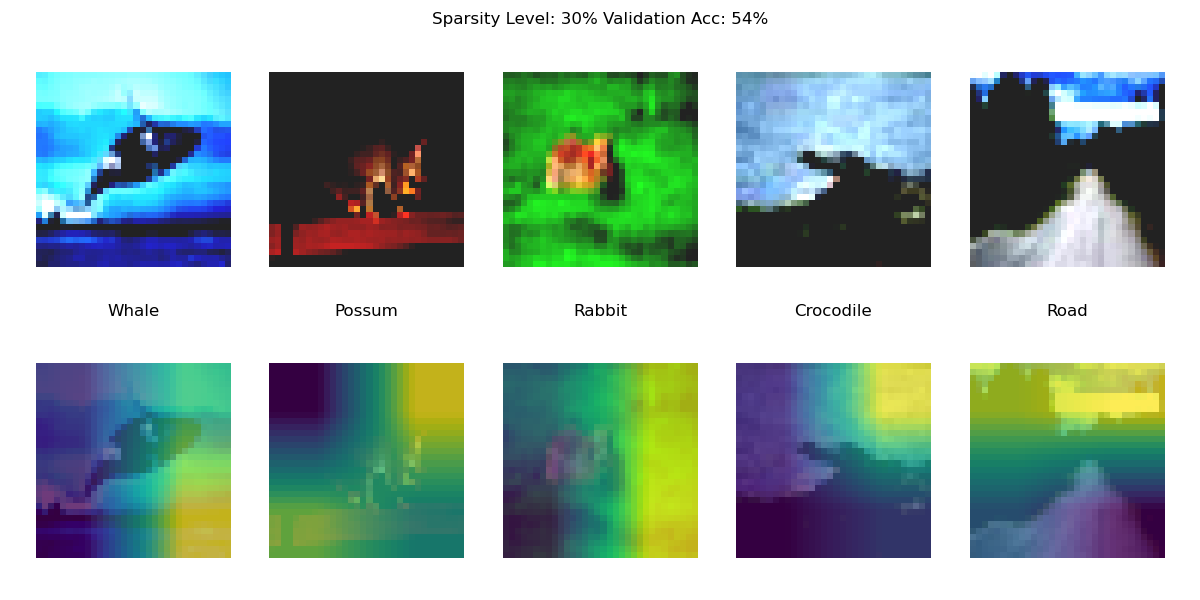 Sparsity Level: 30% Validation Acc: 54%
Whale
Possum
Rabbit
Crocodile
Road